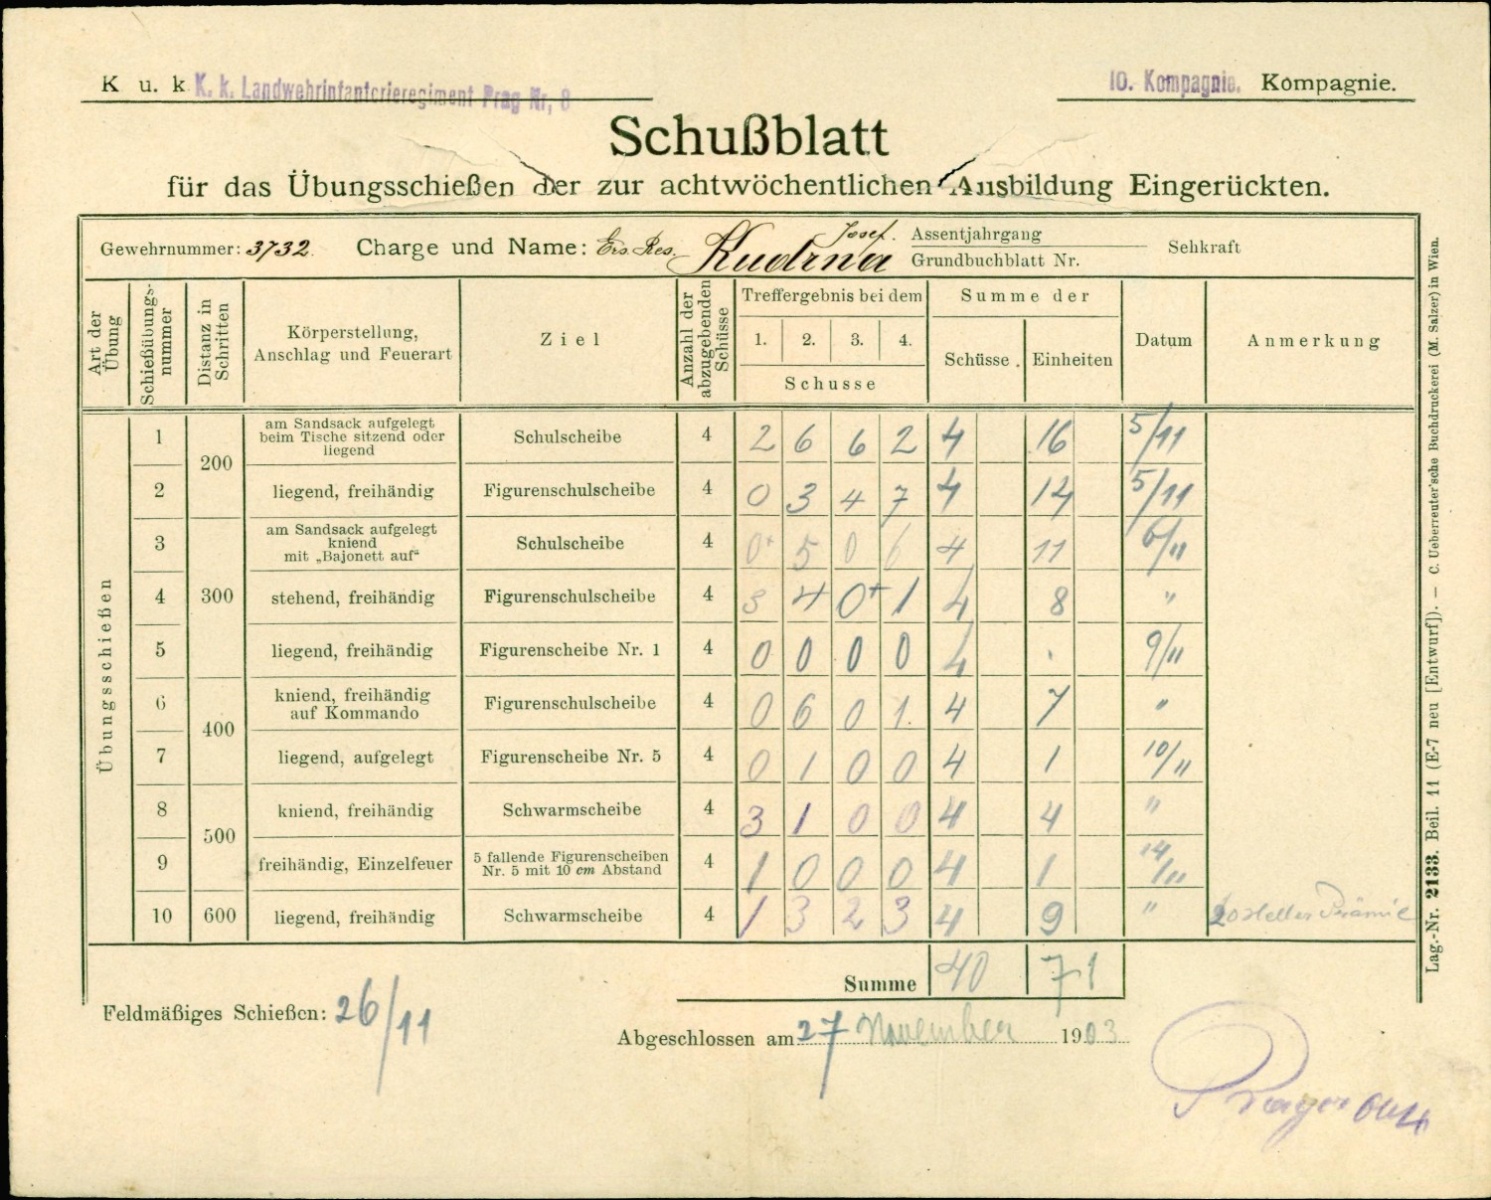 K u. k K. k. Landwehrinfanterieregiment Prag Nr. 8
10. Kompagnie. Kompagnie.
Schußblatt
für das Übungsschießen der zur achtwöchentlichen Ausbildung Eingerückten.
Gewehrnummer: 3732. Charge und Name: Ers. Res. Kudrna Josef. Assentjahrgang Grundbuchblatt Nr. Sehkraft
Art der Übung | Schießübungs-nummer | Distanz in Schritten | Körperstellung, Anschlag und Feuerart | Ziel | Anzahl der abzugebenden Schüsse | Treffergebnis bei dem 1. 2. 3. 4. Schusse | Summe der Schüsse. Einheiten | Datum | Anmerkung
Übungsschießen
1 200 am Sandsack aufgelegt beim Tische sitzend oder liegend Schulscheibe 4 2 6 6 2 4 16 5/11
2 liegend, freihändig Figurenschulscheibe 4 0 3 4 7 4 14 5/11
3 300 am Sandsack aufgelegt kniend mit „Bajonett auf“ Schulscheibe 4 0+ 5 0 6 4 11 6/11
4 stehend, freihändig Figurenschulscheibe 4 3 4 0+ 1 4 8 "
5 liegend, freihändig Figurenscheibe Nr. 1 4 0 0 0 0 4 . 9/11
6 400 kniend, freihändig auf Kommando Figurenschulscheibe 4 0 6 0 1. 4 7 "
7 liegend, aufgelegt Figurenscheibe Nr. 5 4 0 1 0 0 4 1 10/11
8 500 kniend, freihändig Schwarmscheibe 4 3 1 0 0 4 4 "
9 freihändig, Einzelfeuer 5 fallende Figurenscheiben Nr. 5 mit 10 cm Abstand 4 1 0 0 0 4 1 14/11
10 600 liegend, freihändig Schwarmscheibe 4 1 3 2 3 4 9 " 20 Heller Prämie
Summe 40 71
Feldmäßiges Schießen: 26/11
Abgeschlossen am 27 November 1903
Lag.-Nr. 2133. Beil. 11 (E-7 neu [Entwurf]). — C. Ueberreuter'sche Buchdruckerei (M. Salzer) in Wien.